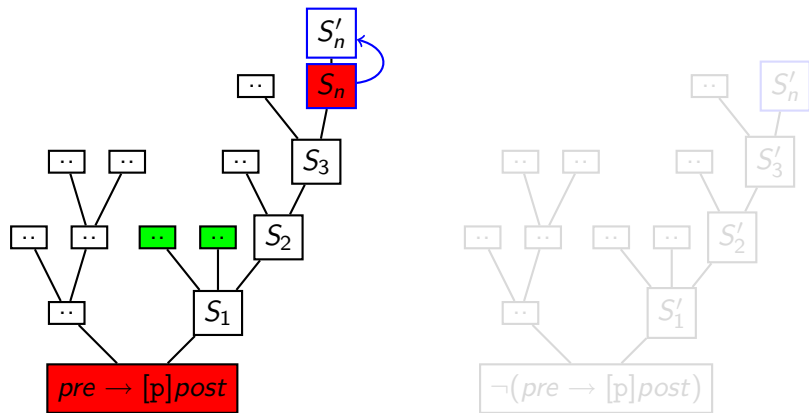 S′ₙ
Sₙ
S′ₙ
..
..
S₃
S′₃
.. .. ..
.. .. ..
.. .. .. ..
S₂
.. .. .. ..
S′₂
..
S₁
..
S′₁
pre → [p]post
¬(pre → [p]post)